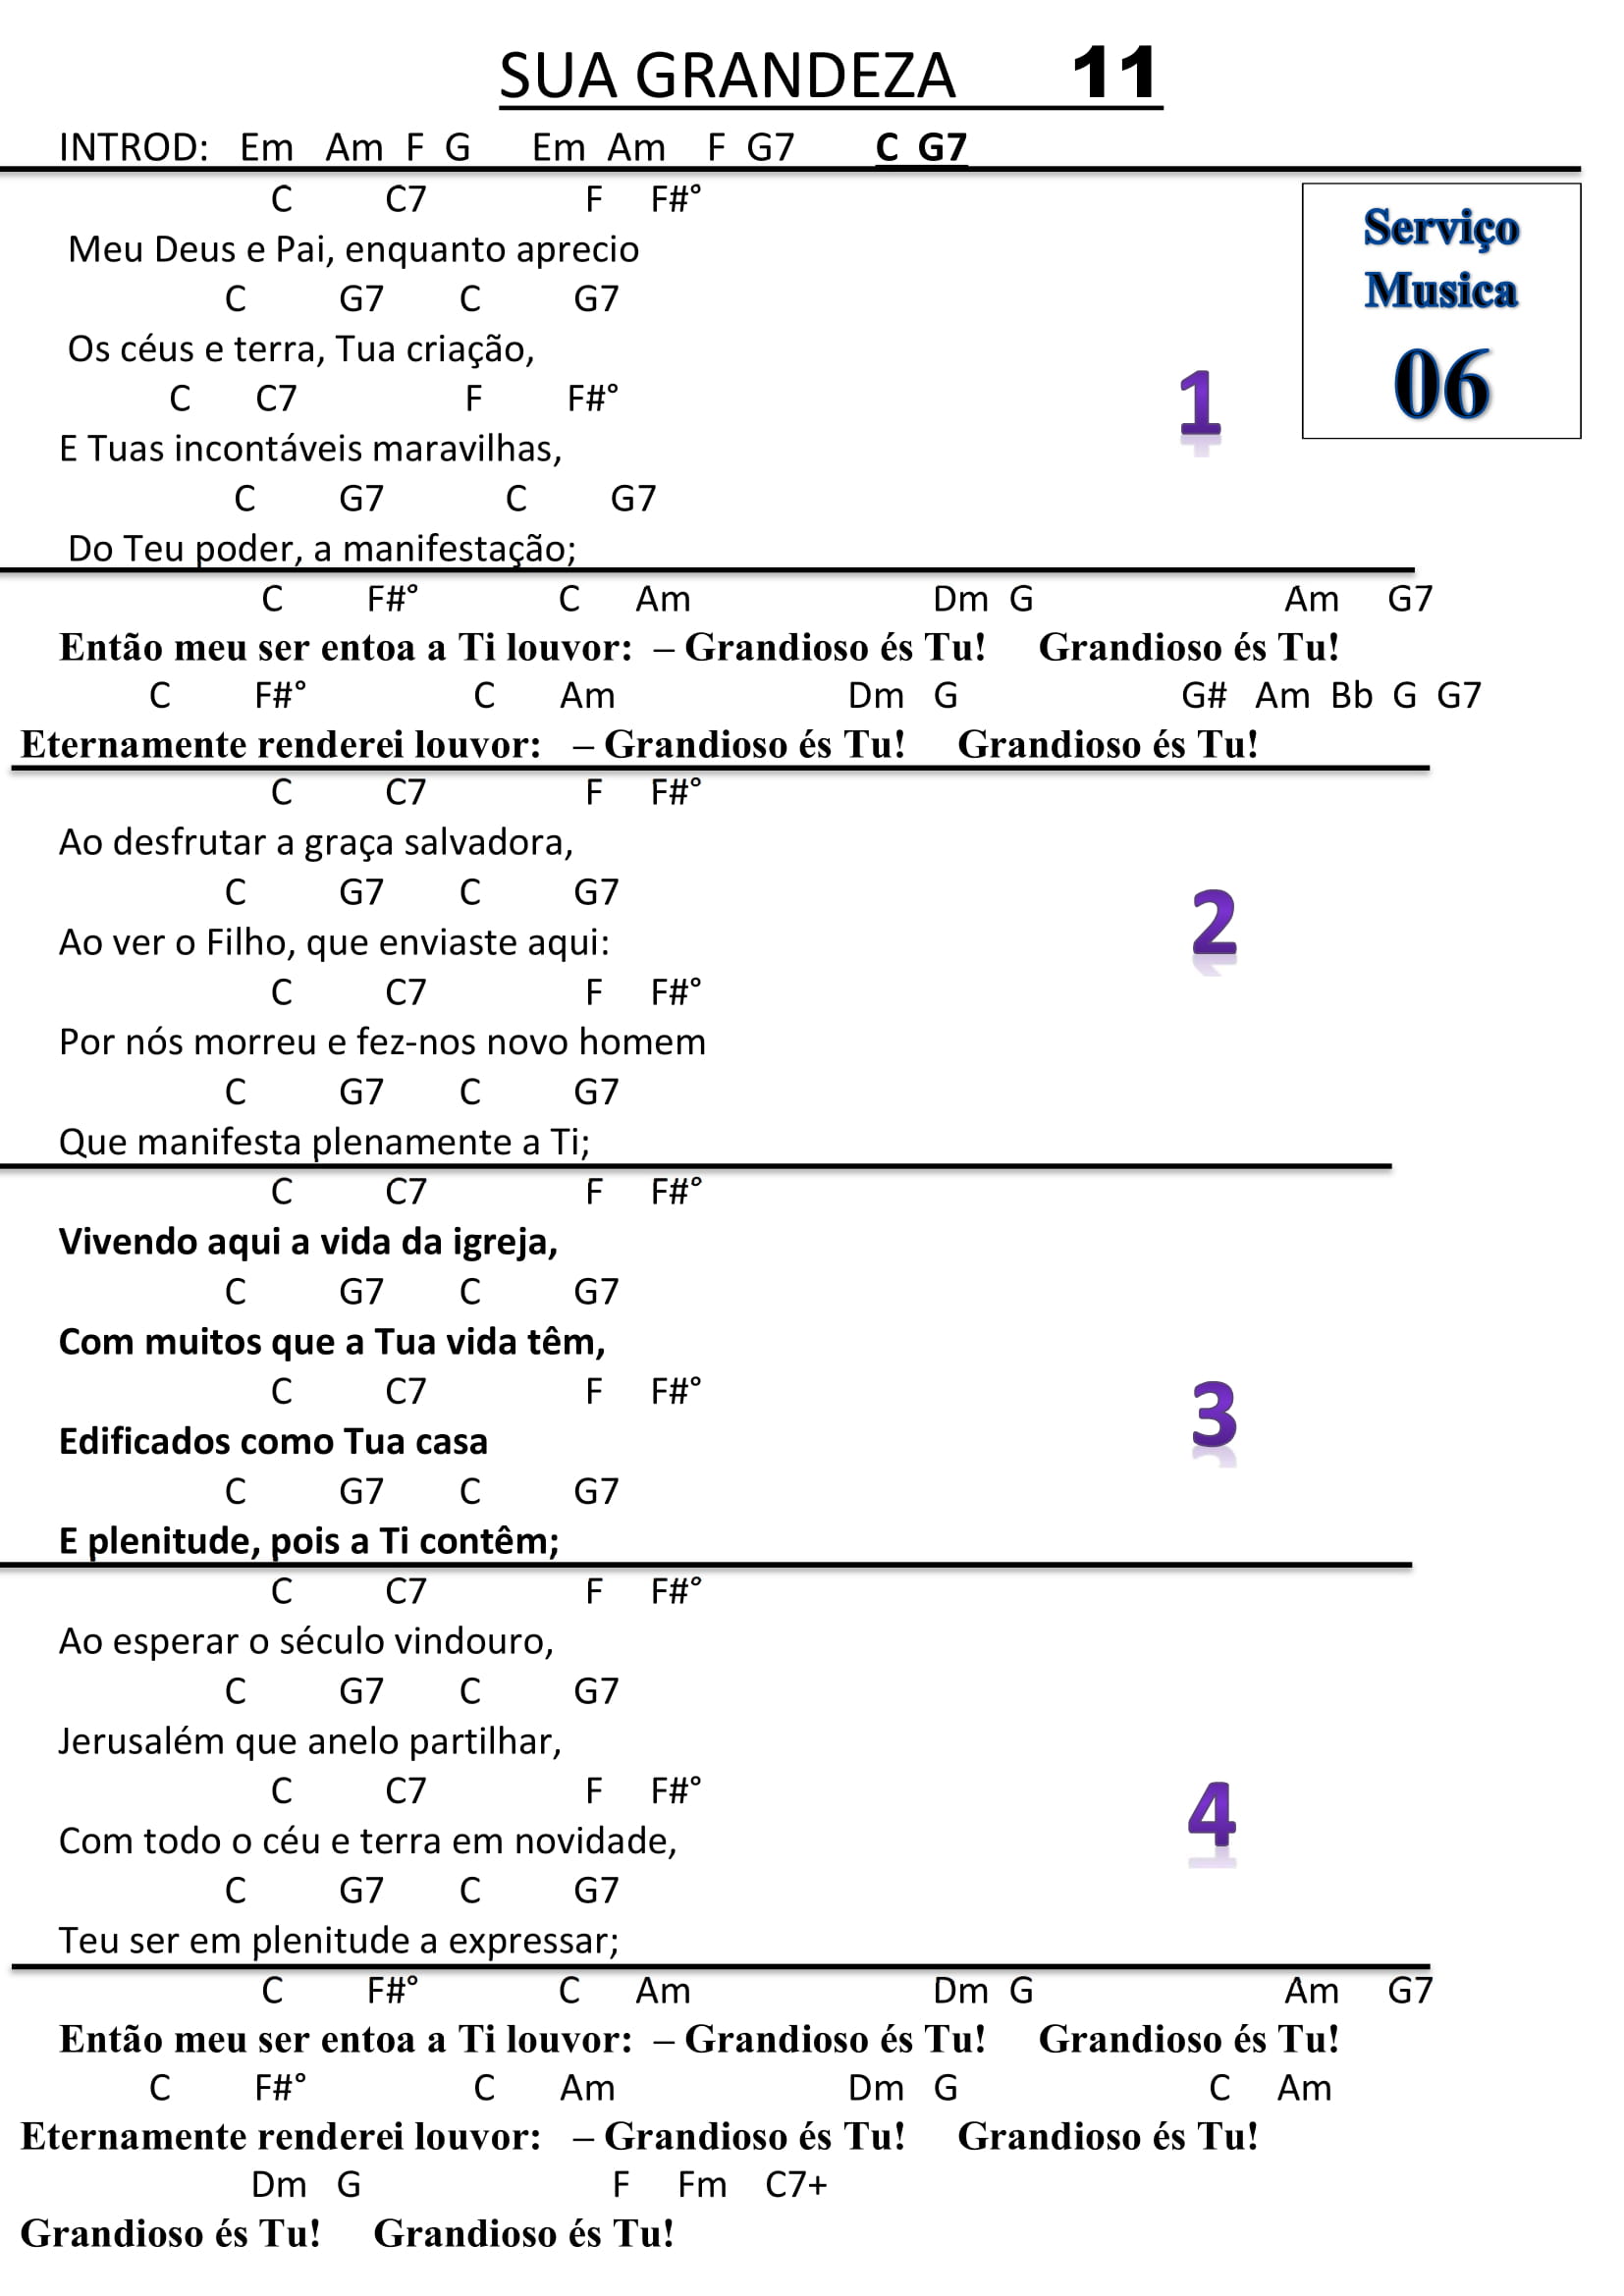 SUA GRANDEZA 11
INTROD: Em Am F G Em Am F G7 C G7
C C7 F F#°
Meu Deus e Pai, enquanto aprecio
C G7 C G7
Os céus e terra, Tua criação,
C C7 F F#°
E Tuas incontáveis maravilhas,
C G7 C G7
Do Teu poder, a manifestação;
Serviço
Musica
06
1
C F#° C Am Dm G Am G7
Então meu ser entoa a Ti louvor: – Grandioso és Tu! Grandioso és Tu!
C F#° C Am Dm G G# Am Bb G G7
Eternamente renderei louvor: – Grandioso és Tu! Grandioso és Tu!
C C7 F F#°
Ao desfrutar a graça salvadora,
C G7 C G7
Ao ver o Filho, que enviaste aqui:
2
C C7 F F#°
Por nós morreu e fez-nos novo homem
C G7 C G7
Que manifesta plenamente a Ti;
C C7 F F#°
Vivendo aqui a vida da igreja,
C G7 C G7
Com muitos que a Tua vida têm,
C C7 F F#°
3
Edificados como Tua casa
C G7 C G7
E plenitude, pois a Ti contêm;
C C7 F F#°
Ao esperar o século vindouro,
C G7 C G7
Jerusalém que anelo partilhar,
C C7 F F#°
4
Com todo o céu e terra em novidade,
C G7 C G7
Teu ser em plenitude a expressar;
C F#° C Am Dm G Am G7
Então meu ser entoa a Ti louvor: – Grandioso és Tu! Grandioso és Tu!
C F#° C Am Dm G C Am
Eternamente renderei louvor: – Grandioso és Tu! Grandioso és Tu!
Dm G F Fm C7+
Grandioso és Tu! Grandioso és Tu!